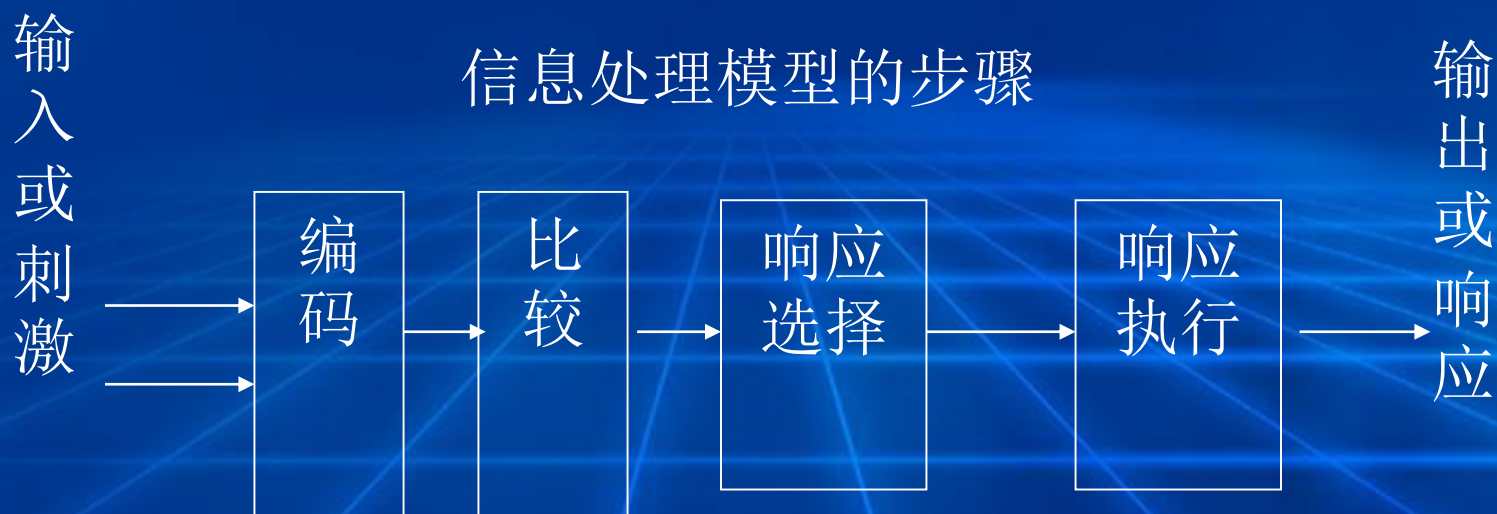 信息处理模型的步骤
输入或刺激
编码
比较
响应
选择
响应
执行
输出或响应